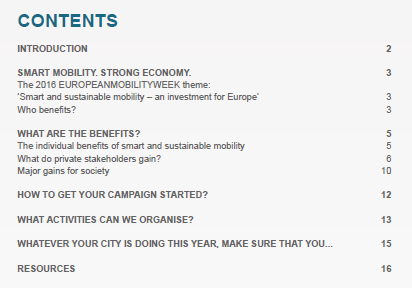 CONTENTS
INTRODUCTION 2
SMART MOBILITY. STRONG ECONOMY. 3
The 2016 EUROPEANMOBILITYWEEK theme:
'Smart and sustainable mobility – an investment for Europe' 3
Who benefits? 3
WHAT ARE THE BENEFITS? 5
The individual benefits of smart and sustainable mobility 5
What do private stakeholders gain? 6
Major gains for society 10
HOW TO GET YOUR CAMPAIGN STARTED? 12
WHAT ACTIVITIES CAN WE ORGANISE? 13
WHATEVER YOUR CITY IS DOING THIS YEAR, MAKE SURE THAT YOU... 15
RESOURCES 16